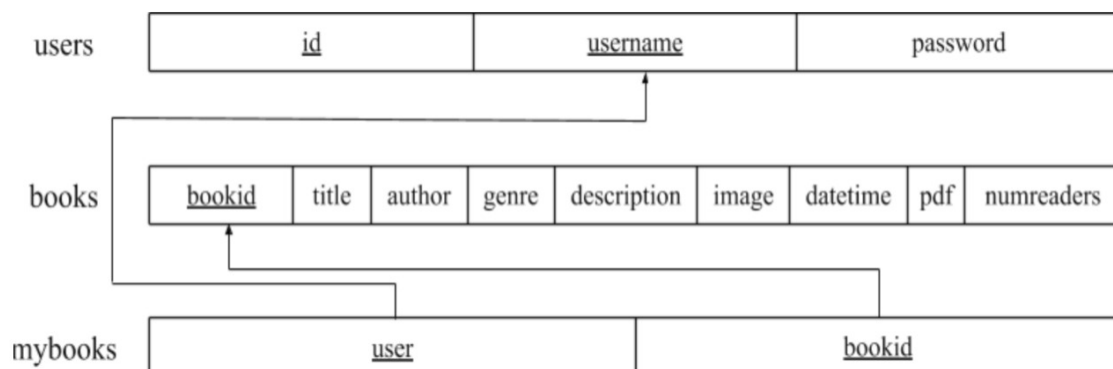 users id username password
books bookid title author genre description image datetime pdf numreaders
mybooks user bookid